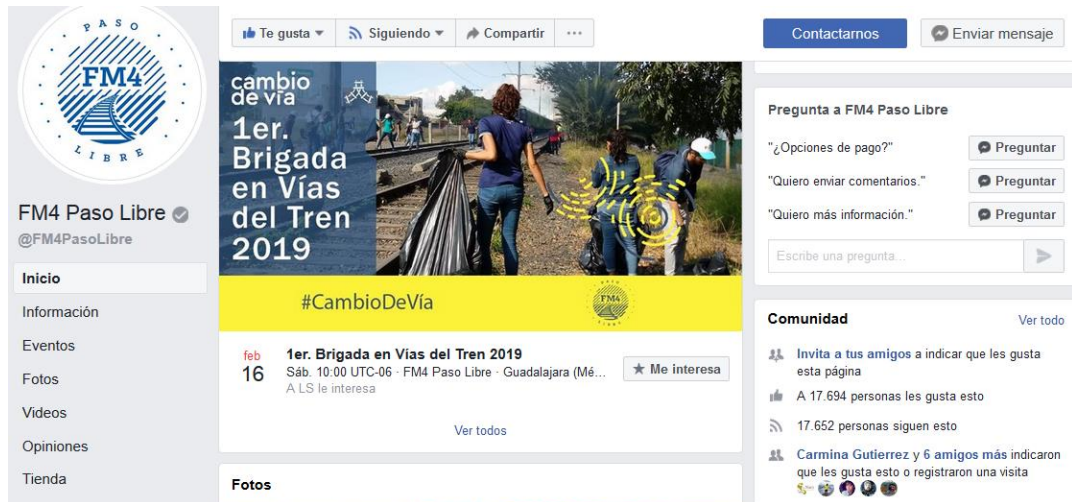 PASO
FM4
LIBRE
FM4 Paso Libre
@FM4PasoLibre
Inicio
Información
Eventos
Fotos
Videos
Opiniones
Tienda
Te gusta
Siguiendo
Compartir
...
Contactarnos
Enviar mensaje
cambio
de vía
1er.
Brigada
en Vías
del Tren
2019
#CambioDeVía
PASO
FM4
LIBRE
feb
16
1er. Brigada en Vías del Tren 2019
Sáb. 10:00 UTC-06 · FM4 Paso Libre · Guadalajara (Mé...
A LS le interesa
Me interesa
Ver todos
Fotos
Pregunta a FM4 Paso Libre
"¿Opciones de pago?"
Preguntar
"Quiero enviar comentarios."
Preguntar
"Quiero más información."
Preguntar
Escribe una pregunta...
Comunidad
Ver todo
Invita a tus amigos a indicar que les gusta
esta página
A 17.694 personas les gusta esto
17.652 personas siguen esto
Carmina Gutierrez y 6 amigos más indicaron
que les gusta esto o registraron una visita